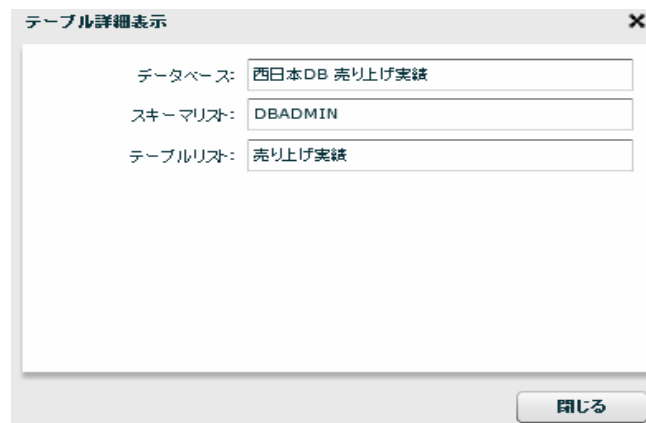 テーブル詳細表示
データベース: 西日本DB 売り上げ実績
スキーマリスト: DBADMIN
テーブルリスト: 売り上げ実績
閉じる